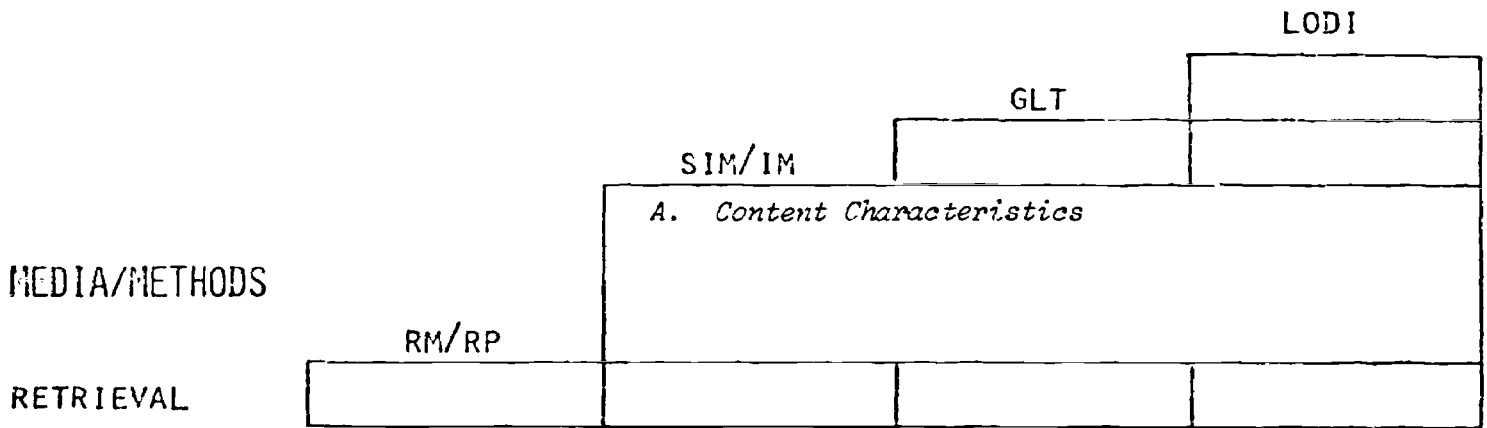 LODI
GLT
SIM/IM
A. Content Characteristics
MEDIA/METHODS
RM/RP
RETRIEVAL